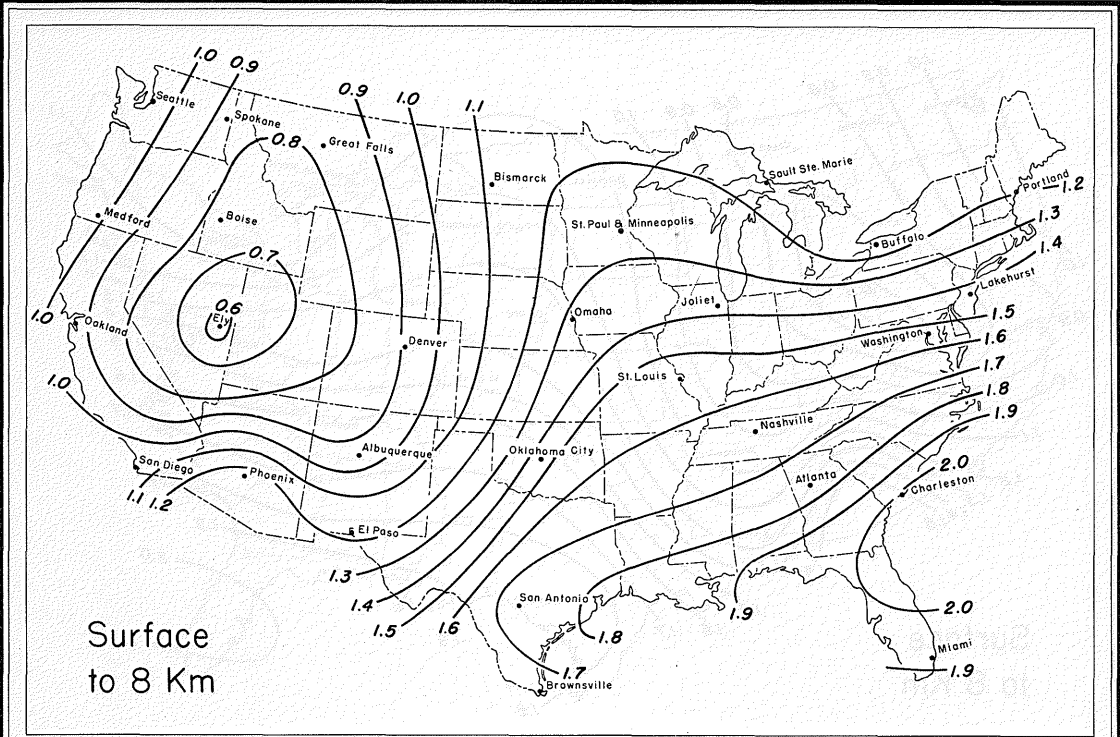 1.0
0.9
0.9
1.0
1.1
Seattle
Spokane
0.8
Great Falls
Bismarck
Sault Ste. Marie
Portland
1.2
Medford
Boise
St. Paul & Minneapolis
Buffalo
1.3
1.4
0.7
Lakehurst
0.6
Ely
Joliet
1.0
Oakland
Omaha
1.5
Denver
Washington
1.6
1.0
St. Louis
1.7
1.8
1.9
Nashville
Albuquerque
Oklahoma City
San Diego
Phoenix
Atlanta
2.0
Charleston
1.1
1.2
El Paso
1.3
1.4
San Antonio
1.9
2.0
1.5
1.6
1.8
Surface
to 8 Km
Miami
1.7
1.9
Brownsville